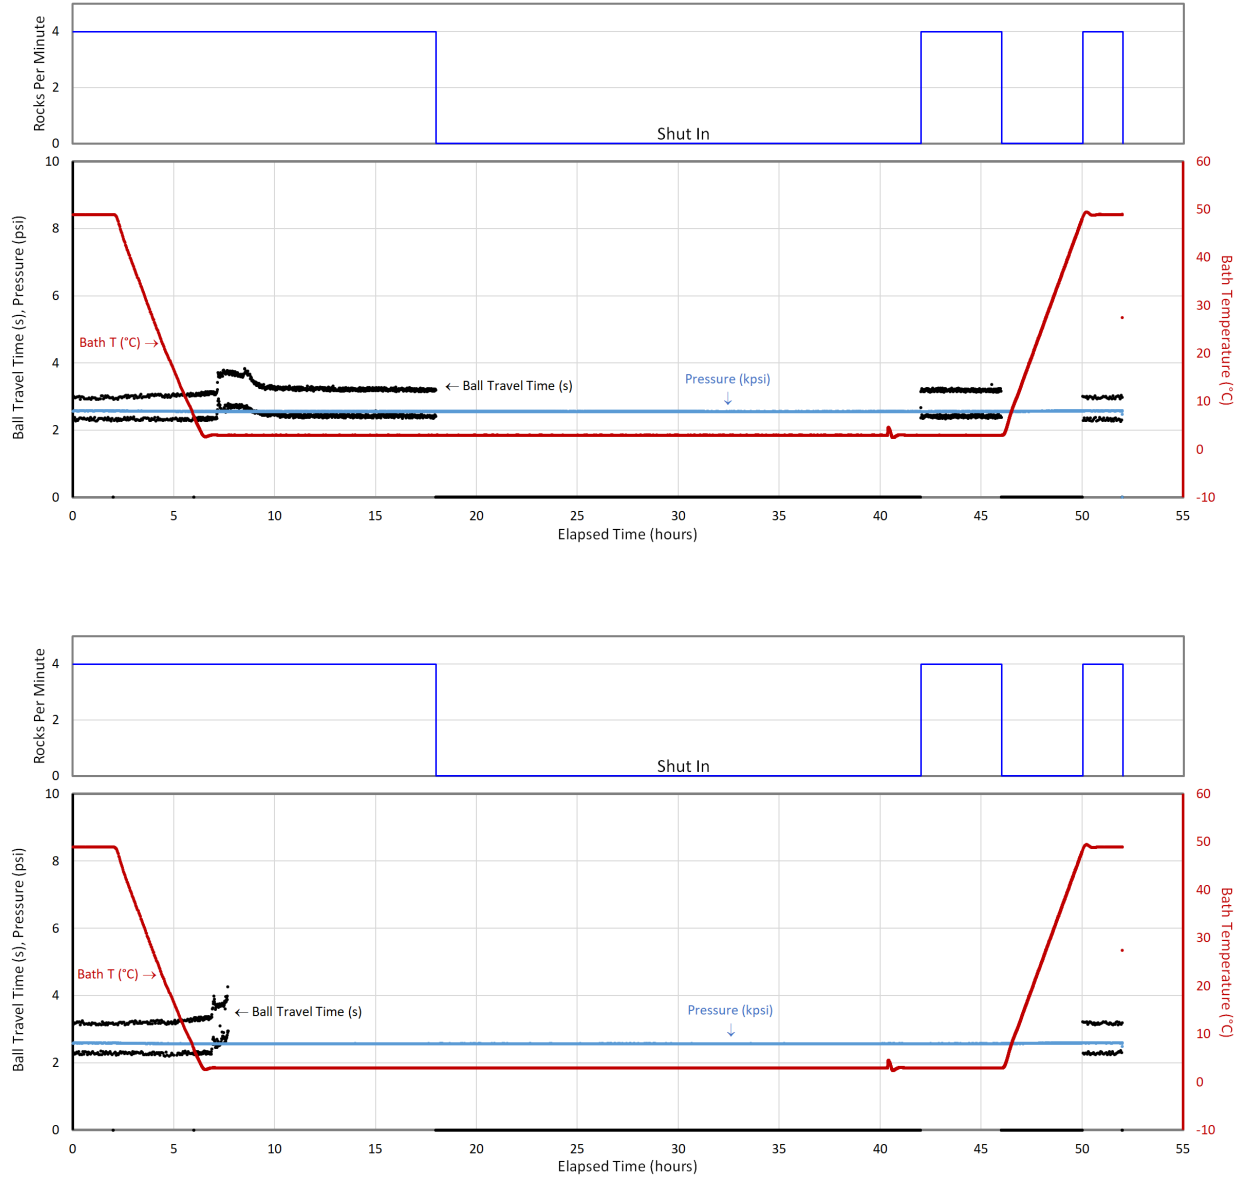 Rocks Per Minute
4
2
0
Shut In
Ball Travel Time (s), Pressure (psi)
10
8
6
4
2
0
Bath T (°C) →
← Ball Travel Time (s)
Pressure (kpsi)
↓
60
50
40
30
20
10
0
-10
Bath Temperature (°C)
0 5 10 15 20 25 30 35 40 45 50 55
Elapsed Time (hours)
Rocks Per Minute
4
2
0
Shut In
Ball Travel Time (s), Pressure (psi)
10
8
6
4
2
0
Bath T (°C) →
← Ball Travel Time (s)
Pressure (kpsi)
↓
60
50
40
30
20
10
0
-10
Bath Temperature (°C)
0 5 10 15 20 25 30 35 40 45 50 55
Elapsed Time (hours)